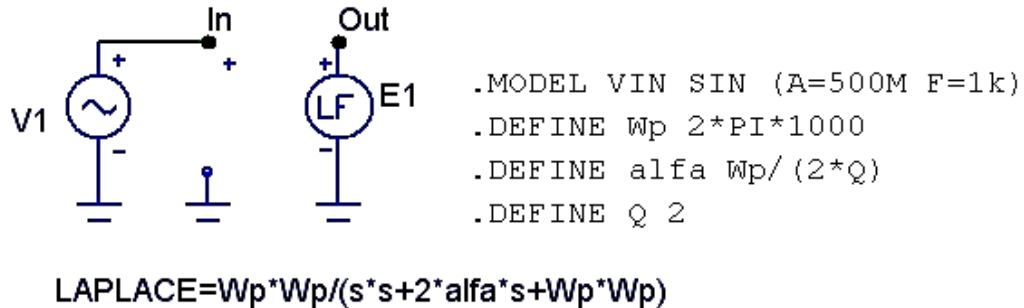 In
Out
+
+
+
V1
LF
E1
-
-
.MODEL VIN SIN (A=500M F=1k)
.DEFINE Wp 2*PI*1000
.DEFINE alfa Wp/(2*Q)
.DEFINE Q 2
LAPLACE=Wp*Wp/(s*s+2*alfa*s+Wp*Wp)